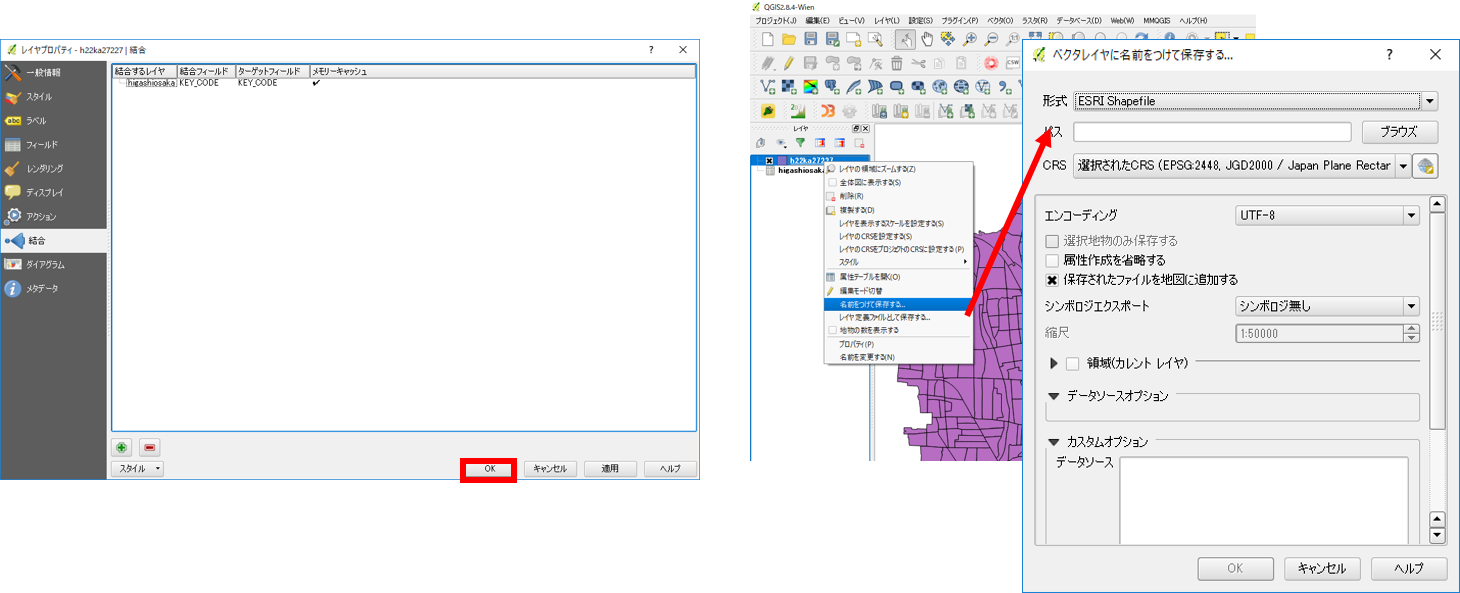 レイヤプロパティ - h22ka27227 | 結合
一般情報
スタイル
ラベル
フィールド
レンダリング
ディスプレイ
アクション
結合
ダイアグラム
メタデータ
結合するレイヤ 結合フィールド ターゲットフィールド メモリーキャッシュ
higashiosaka KEY_CODE KEY_CODE
スタイル
OK キャンセル 適用 ヘルプ
QGIS2.8.4-Wien
プロジェクト(J) 編集(E) ビュー(V) レイヤ(L) 設定(S) プラグイン(P) ベクタ(O) ラスタ(R) データベース(D) Web(W) MMQGIS ヘルプ(H)
CSW
レイヤ
h22ka27227
higashiosaka
レイヤの領域にズームする(Z)
全体図に表示する(S)
削除(R)
複製する(D)
レイヤを表示するスケールを設定する(S)
レイヤのCRSを設定する(S)
レイヤのCRSをプロジェクトのCRSに設定する(P)
スタイル
属性テーブルを開く(O)
編集モード切替
名前をつけて保存する...
レイヤ定義ファイルとして保存する...
地物の数を表示する
プロパティ(P)
名前を変更する(N)
ベクタレイヤに名前をつけて保存する...
形式 ESRI Shapefile
パス ブラウズ
CRS 選択されたCRS (EPSG:2448, JGD2000 / Japan Plane Rectar
エンコーディング UTF-8
選択地物のみ保存する
属性作成を省略する
保存されたファイルを地図に追加する
シンボロジエクスポート シンボロジ無し
縮尺 1:50000
領域(カレント レイヤ)
データソースオプション
カスタムオプション
データソース
OK キャンセル ヘルプ